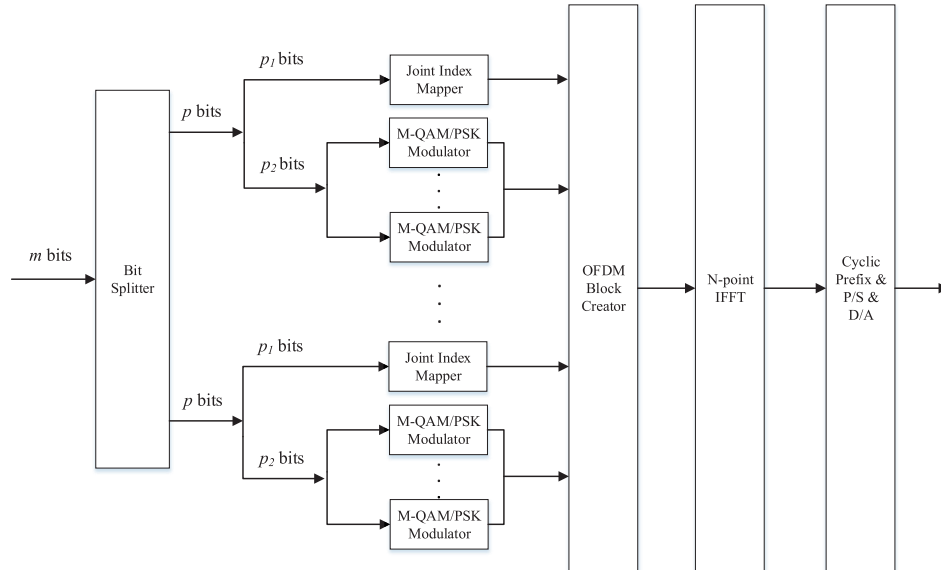 m bits
Bit
Splitter
p bits
p1 bits
Joint Index
Mapper
p2 bits
M-QAM/PSK
Modulator
M-QAM/PSK
Modulator
p bits
p1 bits
Joint Index
Mapper
p2 bits
M-QAM/PSK
Modulator
M-QAM/PSK
Modulator
OFDM
Block
Creator
N-point
IFFT
Cyclic
Prefix &
P/S &
D/A